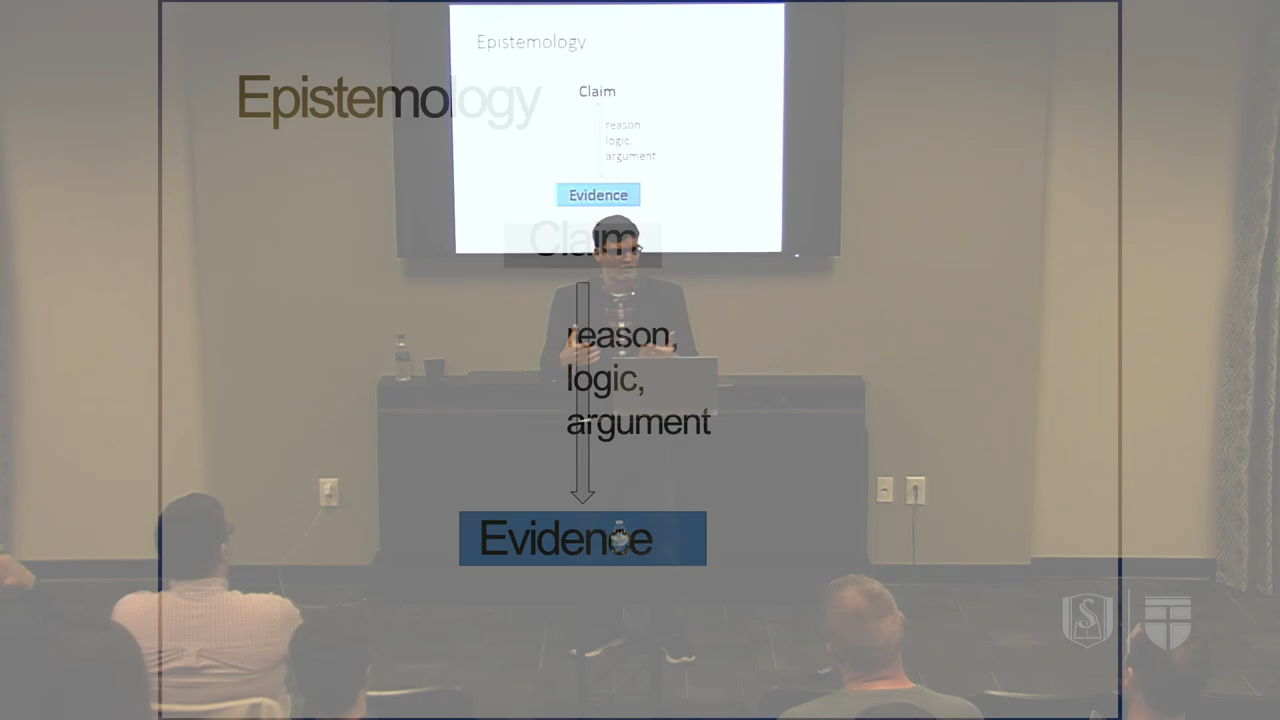 Epistemology
Claim
reason
logic,
argument
Evidence
Epistemology
Claim
reason,
logic,
argument
Evidence
S